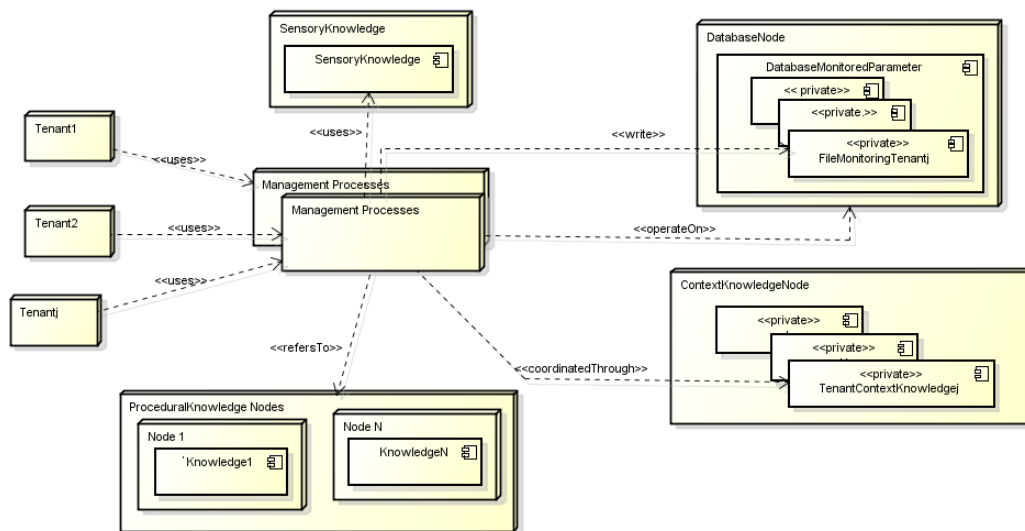 SensoryKnowledge
SensoryKnowledge
DatabaseNode
DatabaseMonitoredParameter
<< private>>
<<private.>>
<<private>>
FileMonitoringTenantj
Tenant1
<<uses>>
<<uses>>
<<write>>
Management Processes
Management Processes
Tenant2
<<uses>>
<<operateOn>>
Tenantj
<<uses>>
ContextKnowledgeNode
<<private>>
<<private>>
<<private>>
TenantContextKnowledgej
<<refersTo>>
<<coordinatedThrough>>
ProceduralKnowledge Nodes
Node 1
'Knowledge1
Node N
KnowledgeN